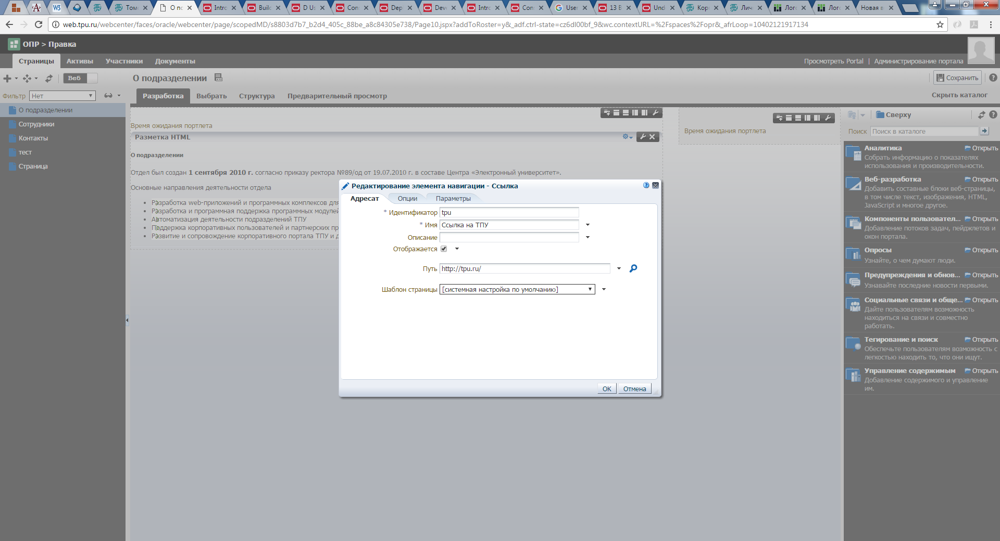 Томи
О по
Intro
Build
D Us
Con
Dep
Deve
Intro
Con
User
13 B
Und
Кор
Лич
Лого
Лого
Новая в
web.tpu.ru/webcenter/faces/oracle/webcenter/page/scopedMD/s8803d7b7_b2d4_405c_88be_a8c84305e738/Page10.jspx?addToRoster=y&_adf.ctrl-state=cz6dl00bf_9&wc.contextURL=%2Fspaces%2Fopr&_afrLoop=10402121917134
ОПР > Правка
Страницы Активы Участники Документы
Просмотреть Portal | Администрирование портала
Веб
О подразделении
Сохранить
Фильтр Нет
Разработка Выбрать Структура Предварительный просмотр
Скрыть каталог
О подразделении
Сотрудники
Контакты
тест
Страница
Время ожидания портлета
Разметка HTML
О подразделении
Отдел был создан 1 сентября 2010 г. согласно приказу ректора №89/од от 19.07.2010 г. в составе Центра «Электронный университет».
Основные направления деятельности отдела
Разработка web-приложений и программных комплексов для
Разработка и программная поддержка программных модулей
Автоматизация деятельности подразделений ТПУ
Поддержка корпоративных пользователей и партнерских пр
Развитие и сопровождение корпоративного портала ТПУ и д
Время ожидания портлета
Редактирование элемента навигации - Ссылка
Адресат Опции Параметры
* Идентификатор tpu
* Имя Ссылка на ТПУ
Описание
Отображается
Путь http://tpu.ru/
Шаблон страницы [системная настройка по умолчанию]
OK Отмена
Сверху
Поиск Поиск в каталоге
Аналитика Открыть
Собрать информацию о показателях
использования и производительности.
Веб-разработка Открыть
Добавить составные блоки веб-страницы,
в том числе текст, изображения, HTML,
JavaScript и многое другое.
Компоненты пользовател... Открыть
Добавление потоков задач, пейджлетов и
окон портала.
Опросы Открыть
Узнайте, о чем думают люди.
Предупреждения и обнов... Открыть
Узнавайте последние новости первыми.
Социальные связи и обще... Открыть
Дайте пользователям возможность
находиться на связи и совместно
работать.
Тегирование и поиск Открыть
Обеспечьте пользователям возможность с
легкостью находить то, что они ищут.
Управление содержимым Открыть
Добавление содержимого и управление
им.